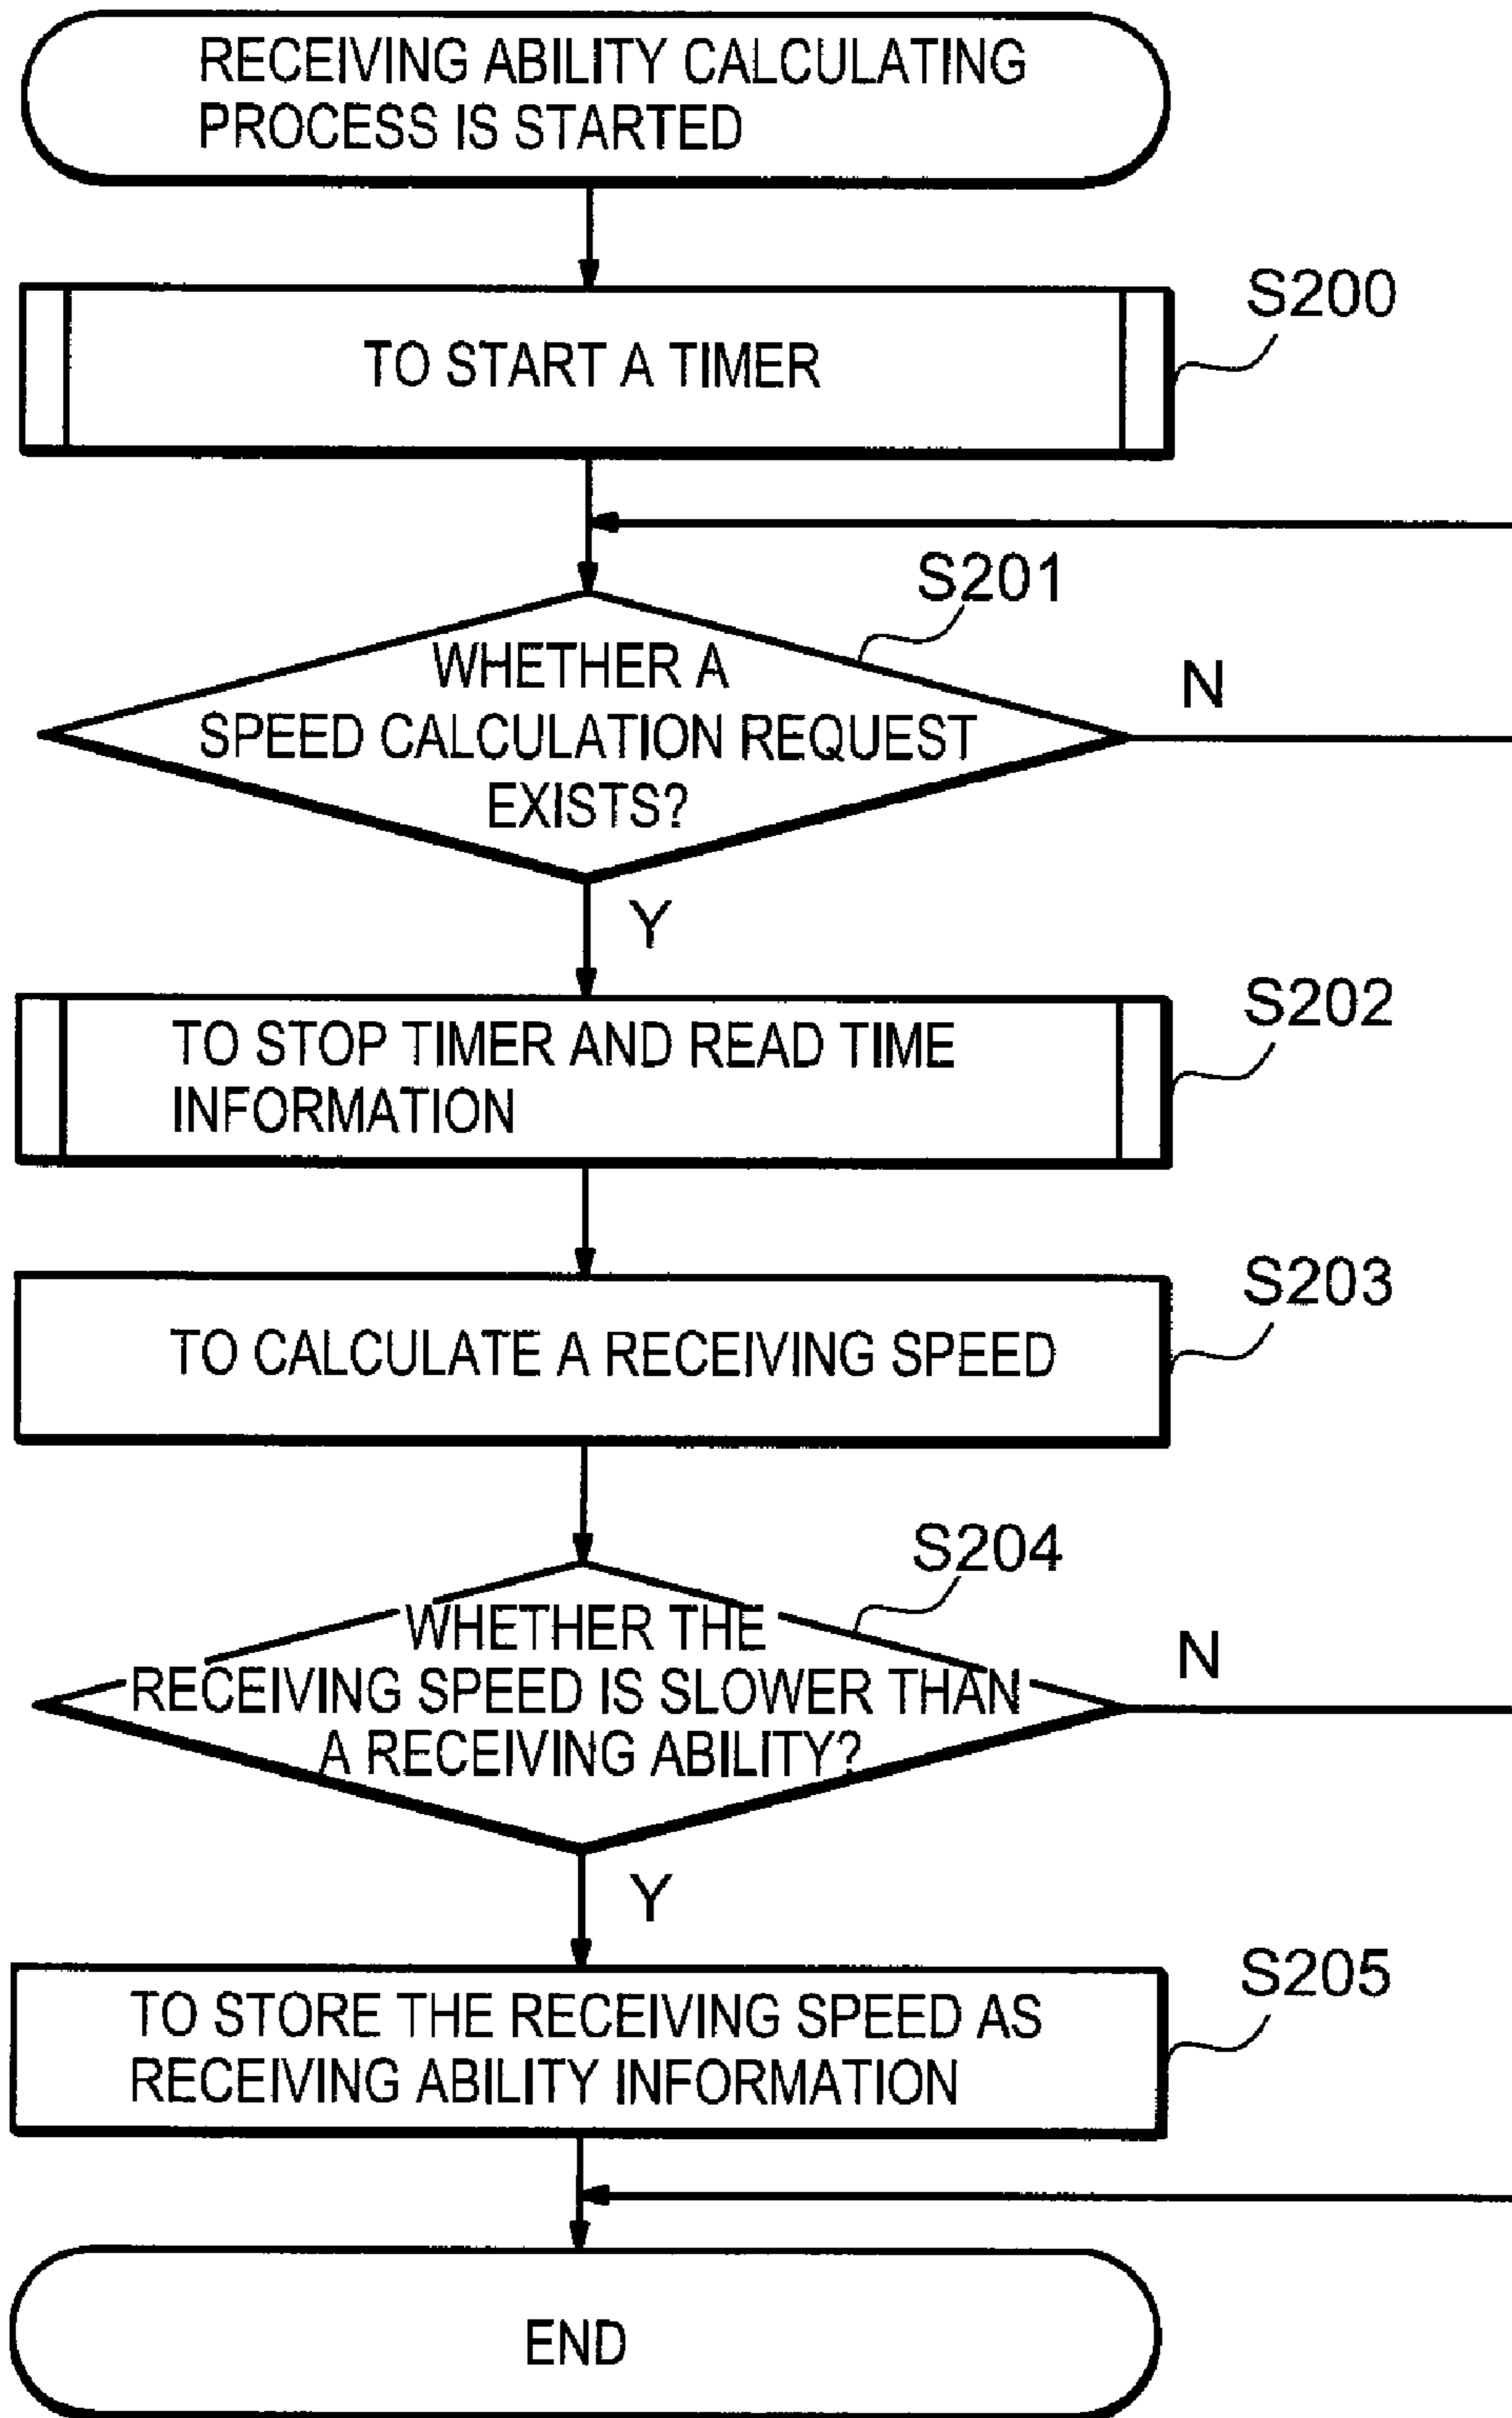 RECEIVING ABILITY CALCULATING
PROCESS IS STARTED
S200
TO START A TIMER
S201
WHETHER A
SPEED CALCULATION REQUEST
EXISTS?
N
Y
S202
TO STOP TIMER AND READ TIME
INFORMATION
S203
TO CALCULATE A RECEIVING SPEED
S204
WHETHER THE
RECEIVING SPEED IS SLOWER THAN
A RECEIVING ABILITY?
N
Y
S205
TO STORE THE RECEIVING SPEED AS
RECEIVING ABILITY INFORMATION
END